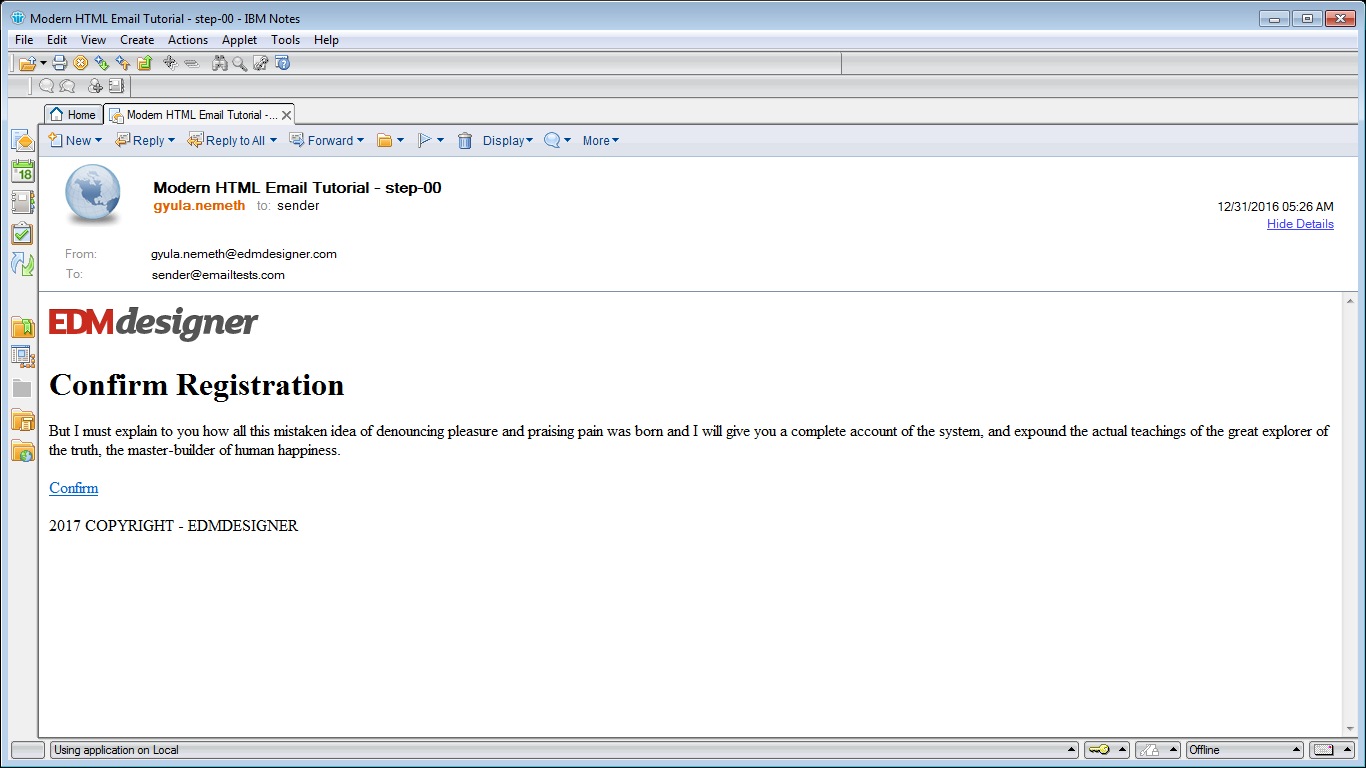 Modern HTML Email Tutorial - step-00 - IBM Notes
File Edit View Create Actions Applet Tools Help
Home Modern HTML Email Tutorial -...
New Reply Reply to All Forward Display More
18
Modern HTML Email Tutorial - step-00
gyula.nemeth to: sender
12/31/2016 05:26 AM
Hide Details
From: gyula.nemeth@edmdesigner.com
To: sender@emailtests.com
EDMdesigner
Confirm Registration
But I must explain to you how all this mistaken idea of denouncing pleasure and praising pain was born and I will give you a complete account of the system, and expound the actual teachings of the great explorer of
the truth, the master-builder of human happiness.
Confirm
2017 COPYRIGHT - EDMDESIGNER
Using application on Local Offline